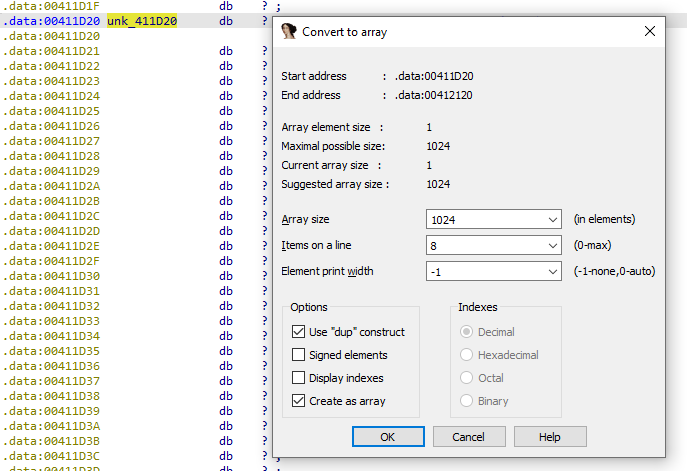 .data:00411D1F db ? ;
.data:00411D20 unk_411D20 db ?
.data:00411D20
.data:00411D21 db ?
.data:00411D22 db ?
.data:00411D23 db ?
.data:00411D24 db ?
.data:00411D25 db ?
.data:00411D26 db ?
.data:00411D27 db ?
.data:00411D28 db ?
.data:00411D29 db ?
.data:00411D2A db ?
.data:00411D2B db ?
.data:00411D2C db ?
.data:00411D2D db ?
.data:00411D2E db ?
.data:00411D2F db ?
.data:00411D30 db ?
.data:00411D31 db ?
.data:00411D32 db ?
.data:00411D33 db ?
.data:00411D34 db ?
.data:00411D35 db ?
.data:00411D36 db ?
.data:00411D37 db ?
.data:00411D38 db ?
.data:00411D39 db ?
.data:00411D3A db ?
.data:00411D3B db ?
.data:00411D3C db ? ;
.data:00411D3D db ? ;
Convert to array
Start address : .data:00411D20
End address : .data:00412120
Array element size : 1
Maximal possible size: 1024
Current array size : 1
Suggested array size : 1024
Array size 1024 (in elements)
Items on a line 8 (0-max)
Element print width -1 (-1-none,0-auto)
Options
Use "dup" construct
Signed elements
Display indexes
Create as array
Indexes
Decimal
Hexadecimal
Octal
Binary
OK Cancel Help